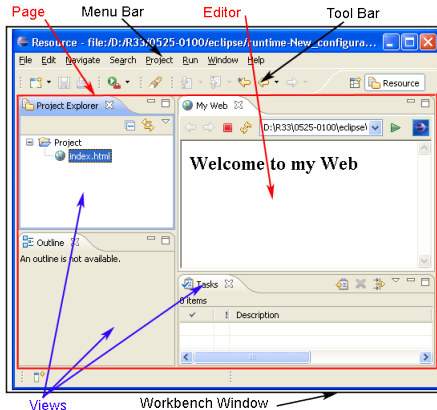 Page Menu Bar Editor Tool Bar
Resource - file:/D:/R33/0525-0100/eclipse/runtime-New_configura...
File Edit Navigate Search Project Run Window Help
Resource
Project Explorer
My Web
D:\R33\0525-0100\eclipse\
Project
index.html
Welcome to my Web
Outline
An outline is not available.
Tasks
0 items
! Description
Views
Workbench Window